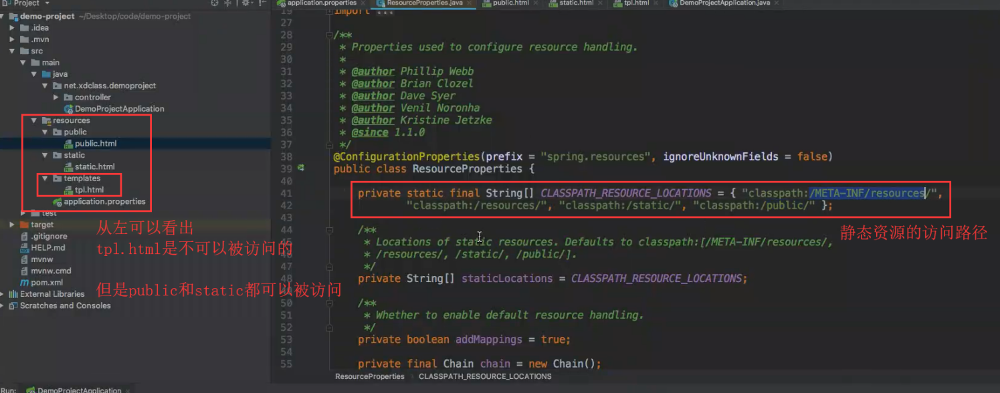 Project
application.properties
ResourceProperties.java
public.html
static.html
tpl.html
DemoProjectApplication.java
demo-project ~/Desktop/code/demo-project
.idea
.mvn
src
main
java
net.xdclass.demoproject
controller
DemoProjectApplication
resources
public
public.html
static
static.html
templates
tpl.html
application.properties
test
target
.gitignore
HELP.md
mvnw
mvnw.cmd
pom.xml
External Libraries
Scratches and Consoles
从左可以看出
tpl.html是不可以被访问的
但是public和static都可以被访问
19 import ...
27
28 /**
29 * Properties used to configure resource handling.
30 *
31 * @author Phillip Webb
32 * @author Brian Clozel
33 * @author Dave Syer
34 * @author Venil Noronha
35 * @author Kristine Jetzke
36 * @since 1.1.0
37 */
38 @ConfigurationProperties(prefix = "spring.resources", ignoreUnknownFields = false)
39 public class ResourceProperties {
40
41 private static final String[] CLASSPATH_RESOURCE_LOCATIONS = { "classpath:/META-INF/resources/",
42 "classpath:/resources/", "classpath:/static/", "classpath:/public/" };
43
44 /**
45 * Locations of static resources. Defaults to classpath:[/META-INF/resources/,
46 * /resources/, /static/, /public/].
47 */
48 private String[] staticLocations = CLASSPATH_RESOURCE_LOCATIONS;
静态资源的访问路径
50 /**
51 * Whether to enable default resource handling.
52 */
53 private boolean addMappings = true;
54
55 private final Chain chain = new Chain();
ResourceProperties › CLASSPATH_RESOURCE_LOCATIONS
Run: DemoProjectApplication